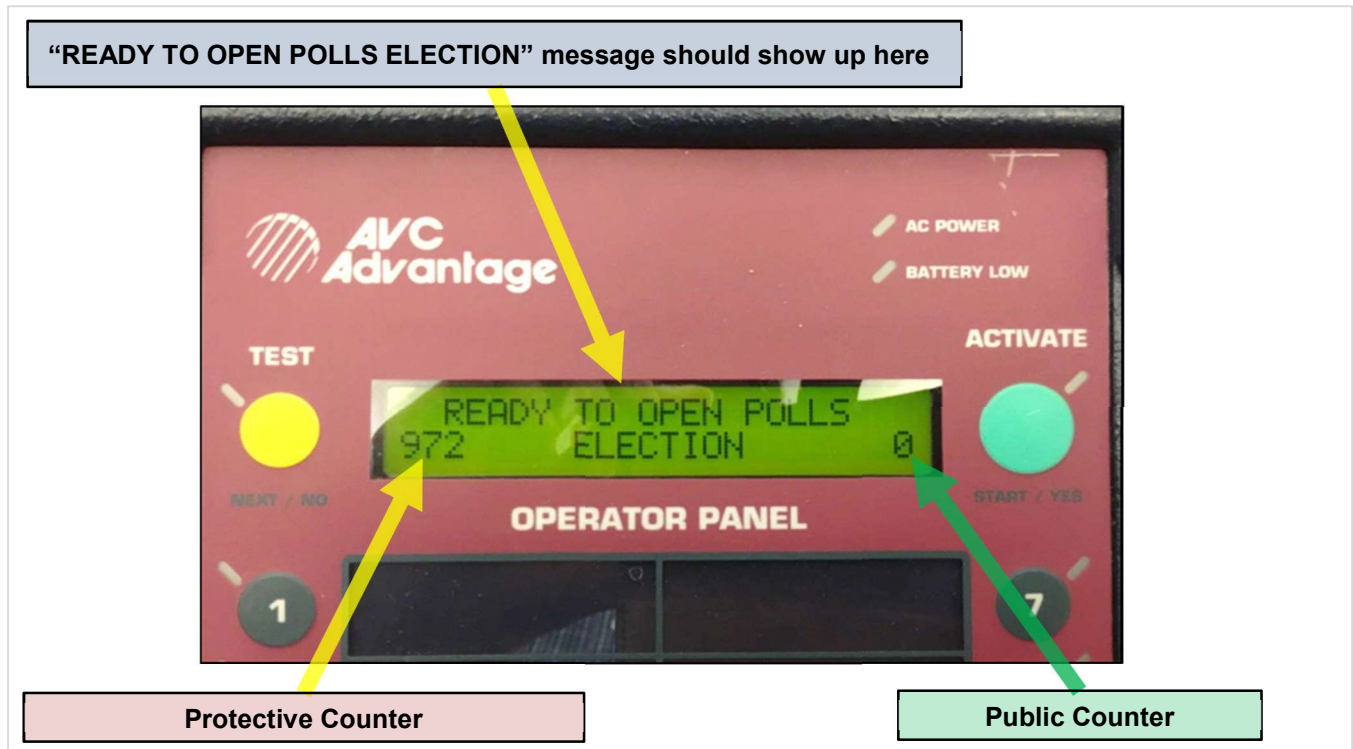 “READY TO OPEN POLLS ELECTION” message should show up here
AVC
Advantage
AC POWER
BATTERY LOW
TEST
ACTIVATE
READY TO OPEN POLLS
972 ELECTION 0
NEXT / NO
START / YES
OPERATOR PANEL
1
7
Protective Counter
Public Counter